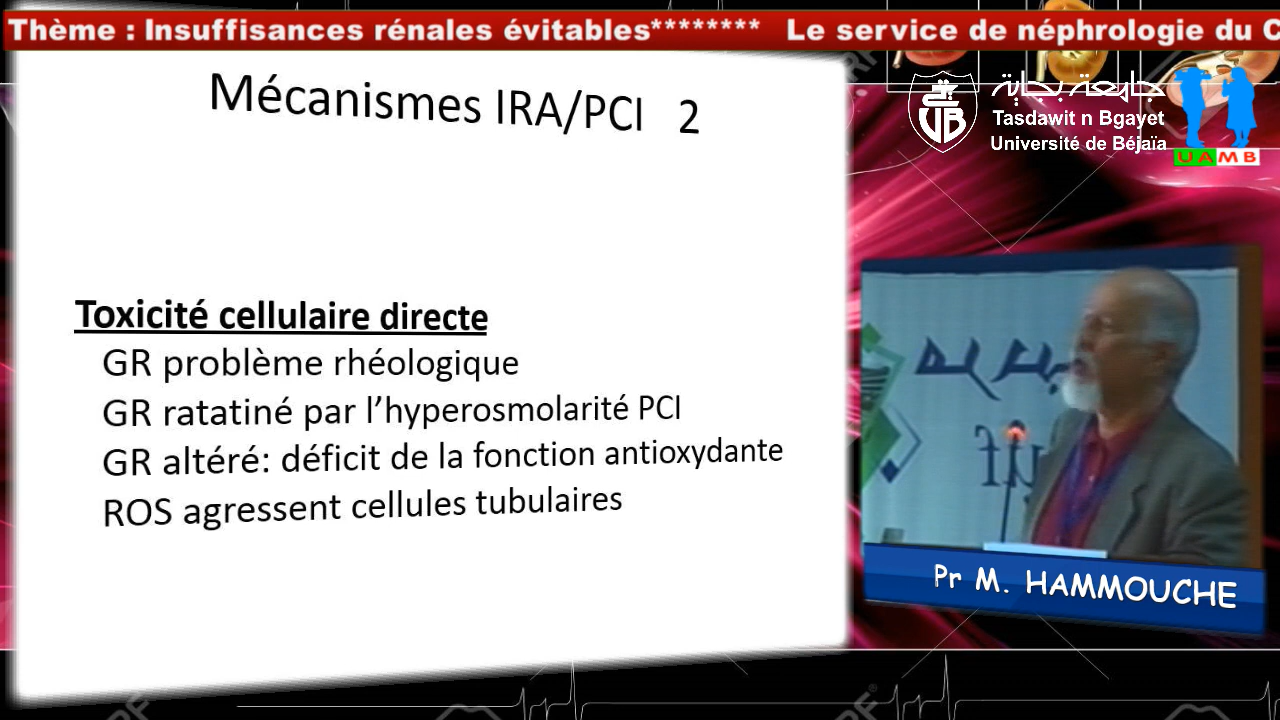 Thème : Insuffisances rénales évitables******** Le service de néphrologie du C
Mécanismes IRA/PCI 2
جامعة بجاية
Tasdawit n Bgayet
Université de Béjaïa
UAMB
Toxicité cellulaire directe
GR problème rhéologique
GR ratatiné par l’hyperosmolarité PCI
GR altéré: déficit de la fonction antioxydante
ROS agressent cellules tubulaires
Pr M. HAMMOUCHE